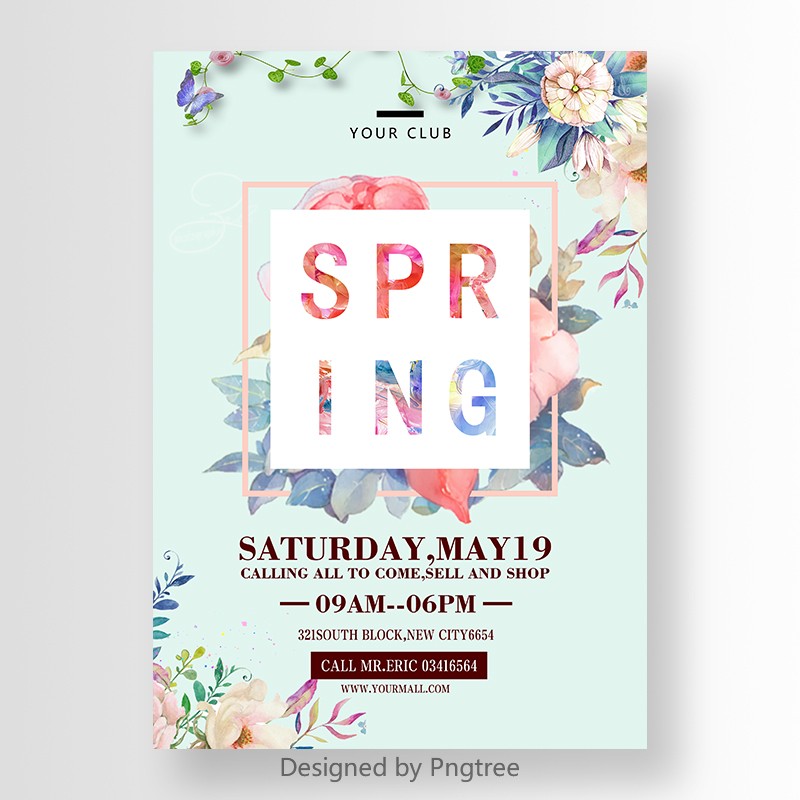 YOUR CLUB
SPR
ING
SATURDAY,MAY19
CALLING ALL TO COME,SELL AND SHOP
09AM--06PM
321SOUTH BLOCK,NEW CITY6654
CALL MR.ERIC 03416564
WWW.YOURMALL.COM
Designed by Pngtree